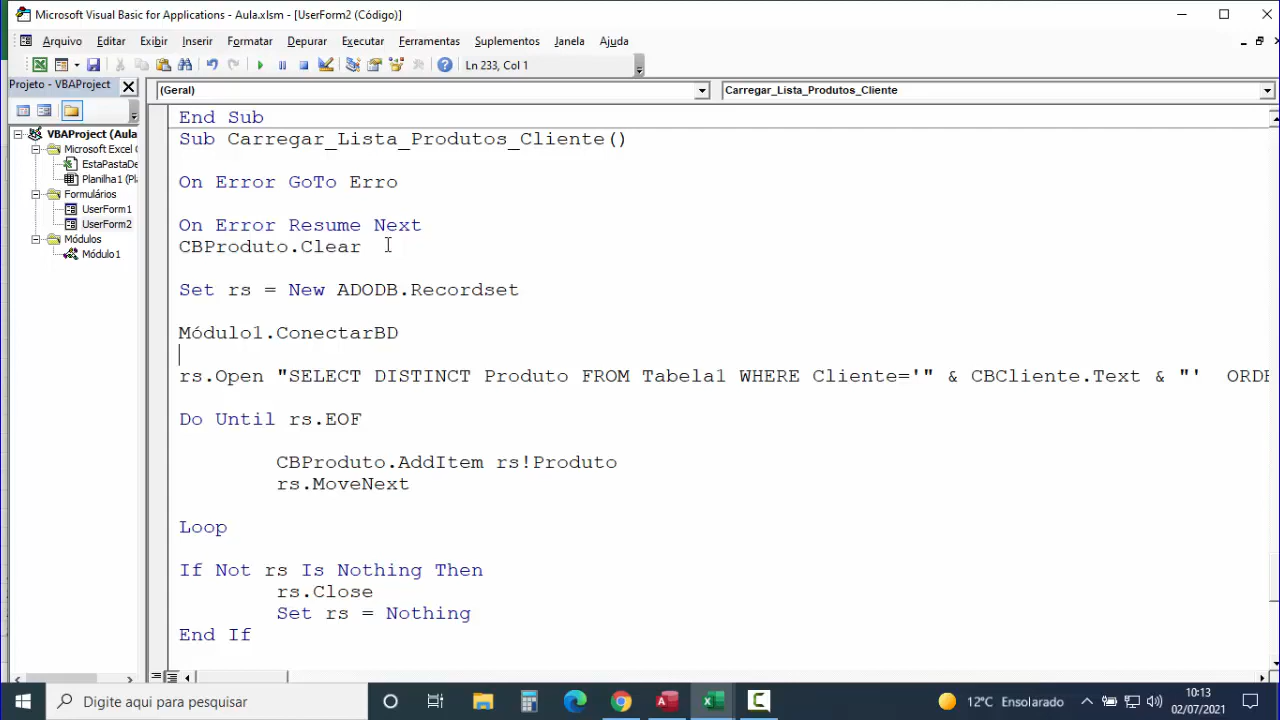 Microsoft Visual Basic for Applications - Aula.xlsm - [UserForm2 (Código)]
Arquivo Editar Exibir Inserir Formatar Depurar Executar Ferramentas Suplementos Janela Ajuda
Ln 233, Col 1
Projeto - VBAProject
(Geral)
Carregar_Lista_Produtos_Cliente
VBAProject (Aula
Microsoft Excel
EstaPastaDe
Planilha1 (Pl
Formulários
UserForm1
UserForm2
Módulos
Módulo1
End Sub
Sub Carregar_Lista_Produtos_Cliente()
On Error GoTo Erro
On Error Resume Next
CBProduto.Clear
Set rs = New ADODB.Recordset
Módulo1.ConectarBD
rs.Open "SELECT DISTINCT Produto FROM Tabela1 WHERE Cliente='" & CBCliente.Text & "'  ORDE
Do Until rs.EOF
CBProduto.AddItem rs!Produto
rs.MoveNext
Loop
If Not rs Is Nothing Then
rs.Close
Set rs = Nothing
End If
Digite aqui para pesquisar
12°C Ensolarado
10:13
02/07/2021